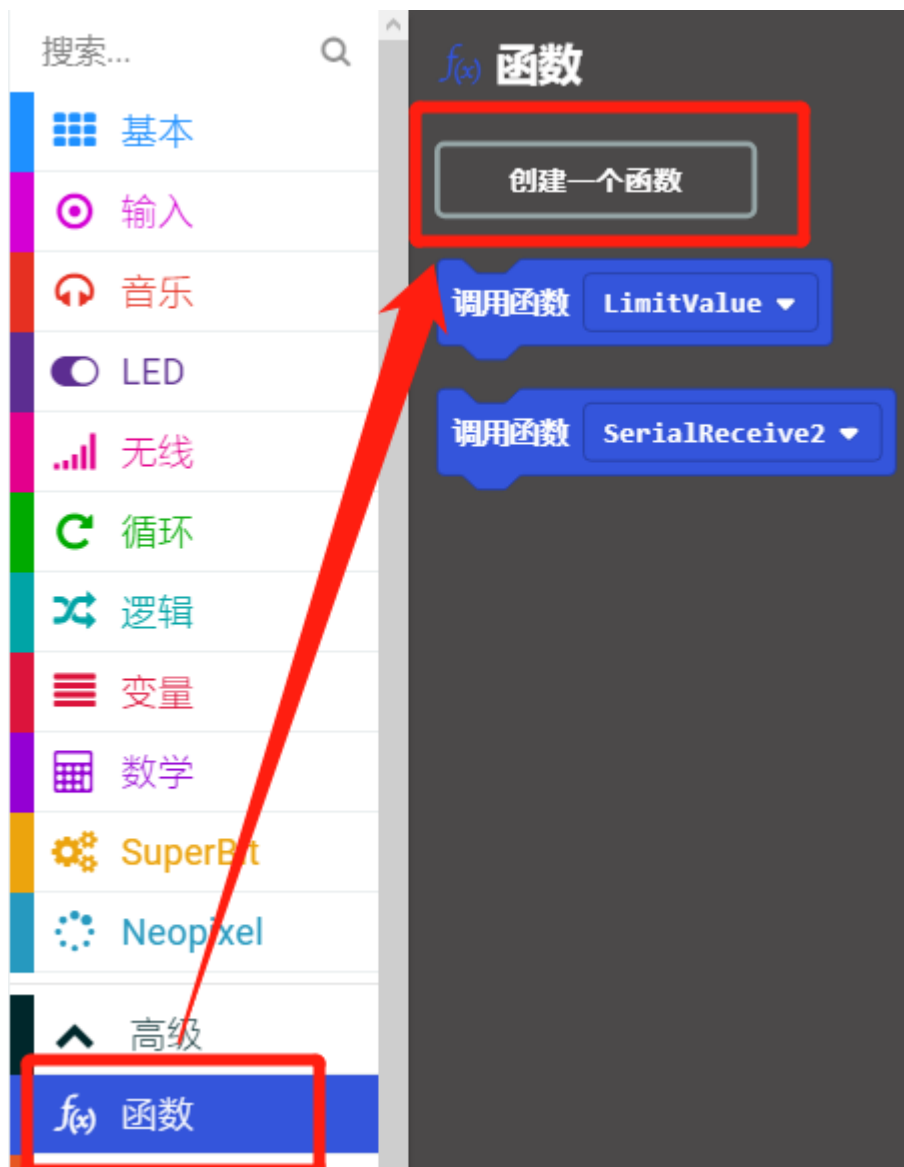 搜索...
基本
输入
音乐
LED
无线
循环
逻辑
变量
数学
SuperBit
Neopixel
高级
f(x) 函数
f(x) 函数
创建一个函数
调用函数 LimitValue
调用函数 SerialReceive2